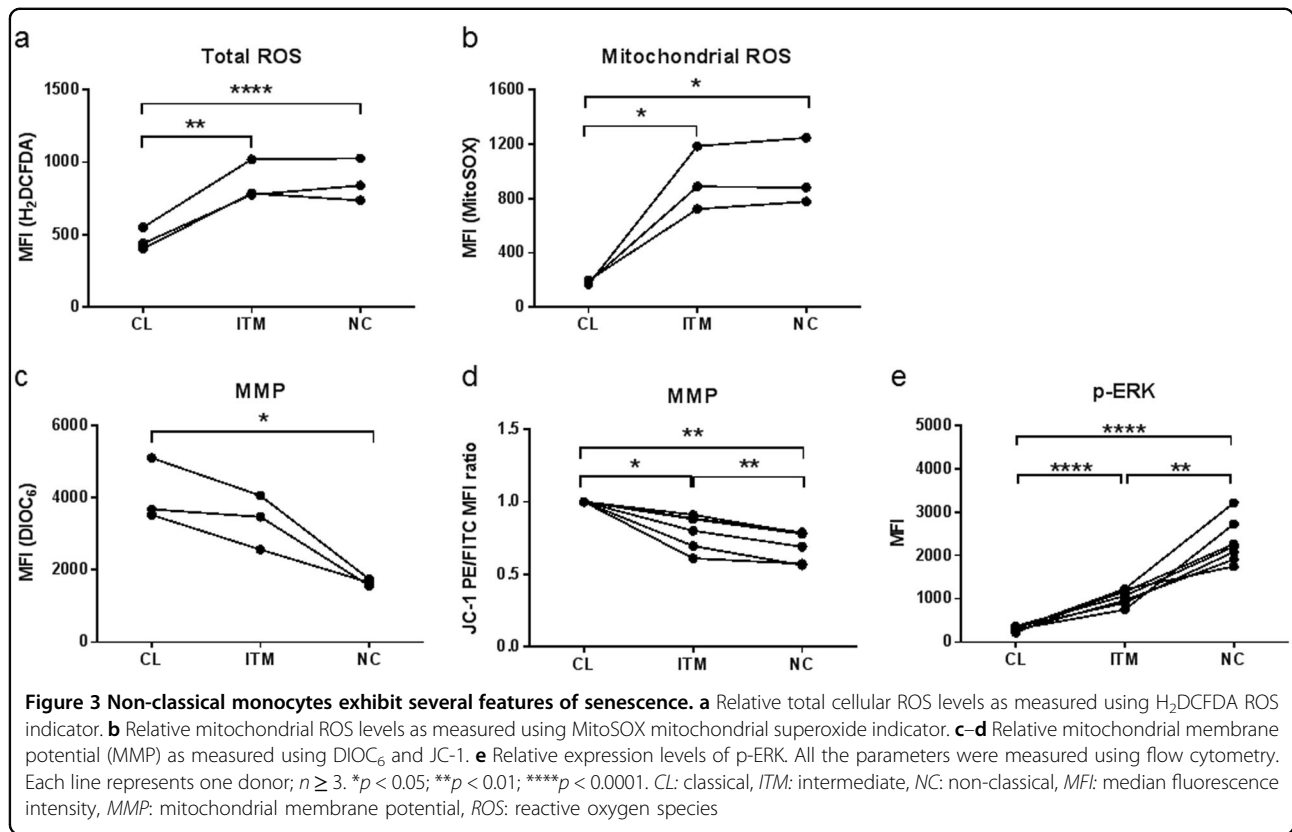 a
Total ROS
MFI (H₂DCFDA)
1500
1000
500
0
****
**
CL
ITM
NC
b
Mitochondrial ROS
MFI (MitoSOX)
1600
1200
800
400
0
*
*
CL
ITM
NC
c
MMP
MFI (DIOC₆)
6000
4000
2000
0
*
CL
ITM
NC
d
MMP
JC-1 PE/FITC MFI ratio
1.5
1.0
0.5
0.0
**
*
**
CL
ITM
NC
e
p-ERK
MFI
5000
4000
3000
2000
1000
0
****
****
**
CL
ITM
NC
Figure 3 Non-classical monocytes exhibit several features of senescence. a Relative total cellular ROS levels as measured using H₂DCFDA ROS
indicator. b Relative mitochondrial ROS levels as measured using MitoSOX mitochondrial superoxide indicator. c–d Relative mitochondrial membrane
potential (MMP) as measured using DIOC₆ and JC-1. e Relative expression levels of p-ERK. All the parameters were measured using flow cytometry.
Each line represents one donor; n ≥ 3. *p < 0.05; **p < 0.01; ****p < 0.0001. CL: classical, ITM: intermediate, NC: non-classical, MFI: median fluorescence
intensity, MMP: mitochondrial membrane potential, ROS: reactive oxygen species